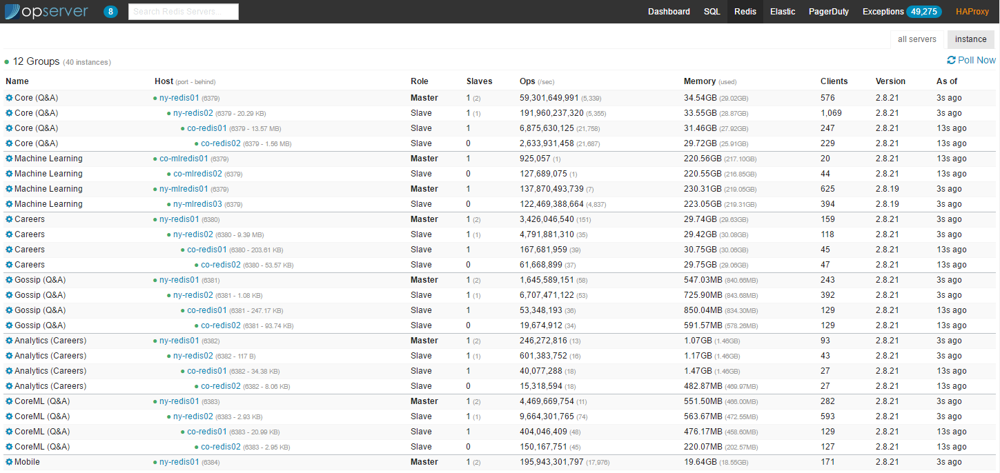 opserver 8 Search Redis Servers... Dashboard SQL Redis Elastic PagerDuty Exceptions 49,275 HAProxy
all servers instance
12 Groups (40 instances) Poll Now
Name Host (port - behind) Role Slaves Ops (/sec) Memory (used) Clients Version As of
Core (Q&A) ny-redis01 (6379) Master 1 (2) 59,301,649,991 (5,339) 34.54GB (29.02GB) 576 2.8.21 3s ago
Core (Q&A) ny-redis02 (6379 - 20.29 KB) Slave 1 (1) 191,960,237,320 (5,355) 33.55GB (28.87GB) 1,069 2.8.21 3s ago
Core (Q&A) co-redis01 (6379 - 13.57 MB) Slave 1 6,875,630,125 (21,758) 31.46GB (27.92GB) 247 2.8.21 13s ago
Core (Q&A) co-redis02 (6379 - 1.56 MB) Slave 0 2,633,931,458 (21,687) 29.72GB (25.91GB) 229 2.8.21 13s ago
Machine Learning co-mlredis01 (6379) Master 1 925,057 (1) 220.56GB (217.10GB) 20 2.8.21 13s ago
Machine Learning co-mlredis02 (6379) Slave 0 127,689,075 (1) 220.55GB (216.85GB) 44 2.8.21 13s ago
Machine Learning ny-mlredis01 (6379) Master 1 137,870,493,739 (7) 230.31GB (219.05GB) 625 2.8.19 3s ago
Machine Learning ny-mlredis03 (6379) Slave 0 122,469,388,664 (4,837) 223.05GB (219.31GB) 394 2.8.19 3s ago
Careers ny-redis01 (6380) Master 1 (2) 3,426,046,540 (151) 29.74GB (29.63GB) 159 2.8.21 3s ago
Careers ny-redis02 (6380 - 9.39 MB) Slave 1 (1) 4,791,881,310 (35) 29.42GB (30.08GB) 118 2.8.21 3s ago
Careers co-redis01 (6380 - 203.61 KB) Slave 1 167,681,959 (39) 30.75GB (30.06GB) 45 2.8.21 13s ago
Careers co-redis02 (6380 - 53.57 KB) Slave 0 61,668,899 (37) 29.75GB (29.06GB) 47 2.8.21 13s ago
Gossip (Q&A) ny-redis01 (6381) Master 1 (2) 1,645,589,151 (58) 547.03MB (840.66MB) 243 2.8.21 3s ago
Gossip (Q&A) ny-redis02 (6381 - 1.08 KB) Slave 1 (1) 6,707,471,122 (53) 725.90MB (843.68MB) 392 2.8.21 3s ago
Gossip (Q&A) co-redis01 (6381 - 247.17 KB) Slave 1 53,348,193 (36) 850.04MB (834.30MB) 129 2.8.21 13s ago
Gossip (Q&A) co-redis02 (6381 - 93.74 KB) Slave 0 19,674,912 (34) 591.57MB (578.26MB) 129 2.8.21 13s ago
Analytics (Careers) ny-redis01 (6382) Master 1 (2) 246,272,816 (13) 1.07GB (1.46GB) 93 2.8.21 3s ago
Analytics (Careers) ny-redis02 (6382 - 117 B) Slave 1 (1) 601,383,752 (16) 1.17GB (1.46GB) 43 2.8.21 3s ago
Analytics (Careers) co-redis01 (6382 - 34.38 KB) Slave 1 40,077,288 (18) 1.47GB (1.46GB) 27 2.8.21 13s ago
Analytics (Careers) co-redis02 (6382 - 8.06 KB) Slave 0 15,318,594 (18) 482.87MB (469.97MB) 27 2.8.21 13s ago
CoreML (Q&A) ny-redis01 (6383) Master 1 (2) 4,469,669,754 (11) 551.50MB (466.00MB) 282 2.8.21 3s ago
CoreML (Q&A) ny-redis02 (6383 - 2.93 KB) Slave 1 (1) 9,664,301,765 (74) 563.67MB (472.55MB) 593 2.8.21 3s ago
CoreML (Q&A) co-redis01 (6383 - 20.99 KB) Slave 1 404,046,409 (48) 476.17MB (458.60MB) 129 2.8.21 13s ago
CoreML (Q&A) co-redis02 (6383 - 2.95 KB) Slave 0 150,167,751 (45) 220.07MB (202.57MB) 127 2.8.21 13s ago
Mobile ny-redis01 (6384) Master 1 (2) 195,943,301,797 (17,976) 19.64GB (18.55GB) 171 2.8.21 3s ago